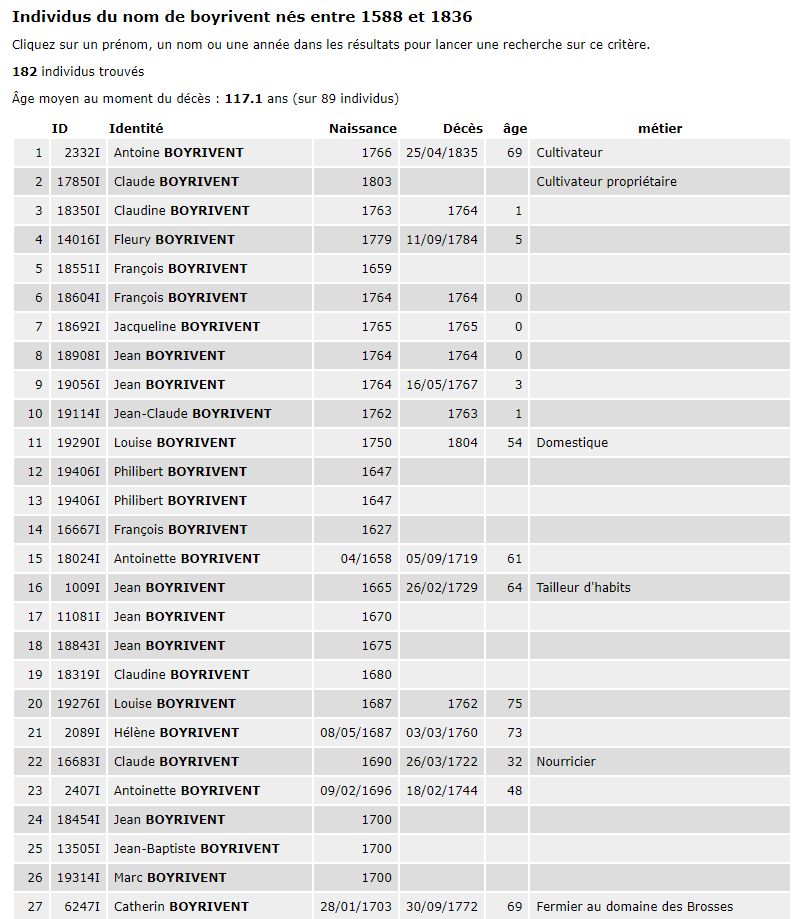 Individus du nom de boyrivent nés entre 1588 et 1836
Cliquez sur un prénom, un nom ou une année dans les résultats pour lancer une recherche sur ce critère.
182 individus trouvés
Âge moyen au moment du décès : 117.1 ans (sur 89 individus)
ID Identité Naissance Décès âge métier
1 2332I Antoine BOYRIVENT 1766 25/04/1835 69 Cultivateur
2 17850I Claude BOYRIVENT 1803 Cultivateur propriétaire
3 18350I Claudine BOYRIVENT 1763 1764 1
4 14016I Fleury BOYRIVENT 1779 11/09/1784 5
5 18551I François BOYRIVENT 1659
6 18604I François BOYRIVENT 1764 1764 0
7 18692I Jacqueline BOYRIVENT 1765 1765 0
8 18908I Jean BOYRIVENT 1764 1764 0
9 19056I Jean BOYRIVENT 1764 16/05/1767 3
10 19114I Jean-Claude BOYRIVENT 1762 1763 1
11 19290I Louise BOYRIVENT 1750 1804 54 Domestique
12 19406I Philibert BOYRIVENT 1647
13 19406I Philibert BOYRIVENT 1647
14 16667I François BOYRIVENT 1627
15 18024I Antoinette BOYRIVENT 04/1658 05/09/1719 61
16 1009I Jean BOYRIVENT 1665 26/02/1729 64 Tailleur d'habits
17 11081I Jean BOYRIVENT 1670
18 18843I Jean BOYRIVENT 1675
19 18319I Claudine BOYRIVENT 1680
20 19276I Louise BOYRIVENT 1687 1762 75
21 2089I Hélène BOYRIVENT 08/05/1687 03/03/1760 73
22 16683I Claude BOYRIVENT 1690 26/03/1722 32 Nourricier
23 2407I Antoinette BOYRIVENT 09/02/1696 18/02/1744 48
24 18454I Jean BOYRIVENT 1700
25 13505I Jean-Baptiste BOYRIVENT 1700
26 19314I Marc BOYRIVENT 1700
27 6247I Catherin BOYRIVENT 28/01/1703 30/09/1772 69 Fermier au domaine des Brosses